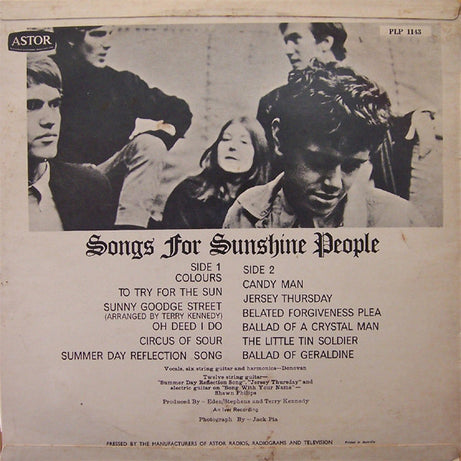 ASTOR
PLP 1143
Songs For Sunshine People
SIDE 1
COLOURS
TO TRY FOR THE SUN
SUNNY GOODGE STREET
(ARRANGED BY TERRY KENNEDY)
OH DEED I DO
CIRCUS OF SOUR
SUMMER DAY REFLECTION SONG
SIDE 2
CANDY MAN
JERSEY THURSDAY
BELATED FORGIVENESS PLEA
BALLAD OF A CRYSTAL MAN
THE LITTLE TIN SOLDIER
BALLAD OF GERALDINE
Vocals, six string guitar and harmonica—Donovan
Twelve string guitar—
"Summer Day Reflection Song", "Jersey Thursday" and
electric guitar on "Song With Your Name" —
Shawn Phillips
Produced By — Eden/Stephens and Terry Kennedy
An Iver Recording
Photograph By — Jack Pia
PRESSED BY THE MANUFACTURERS OF ASTOR RADIOS, RADIOGRAMS AND TELEVISION
Printed in Australia